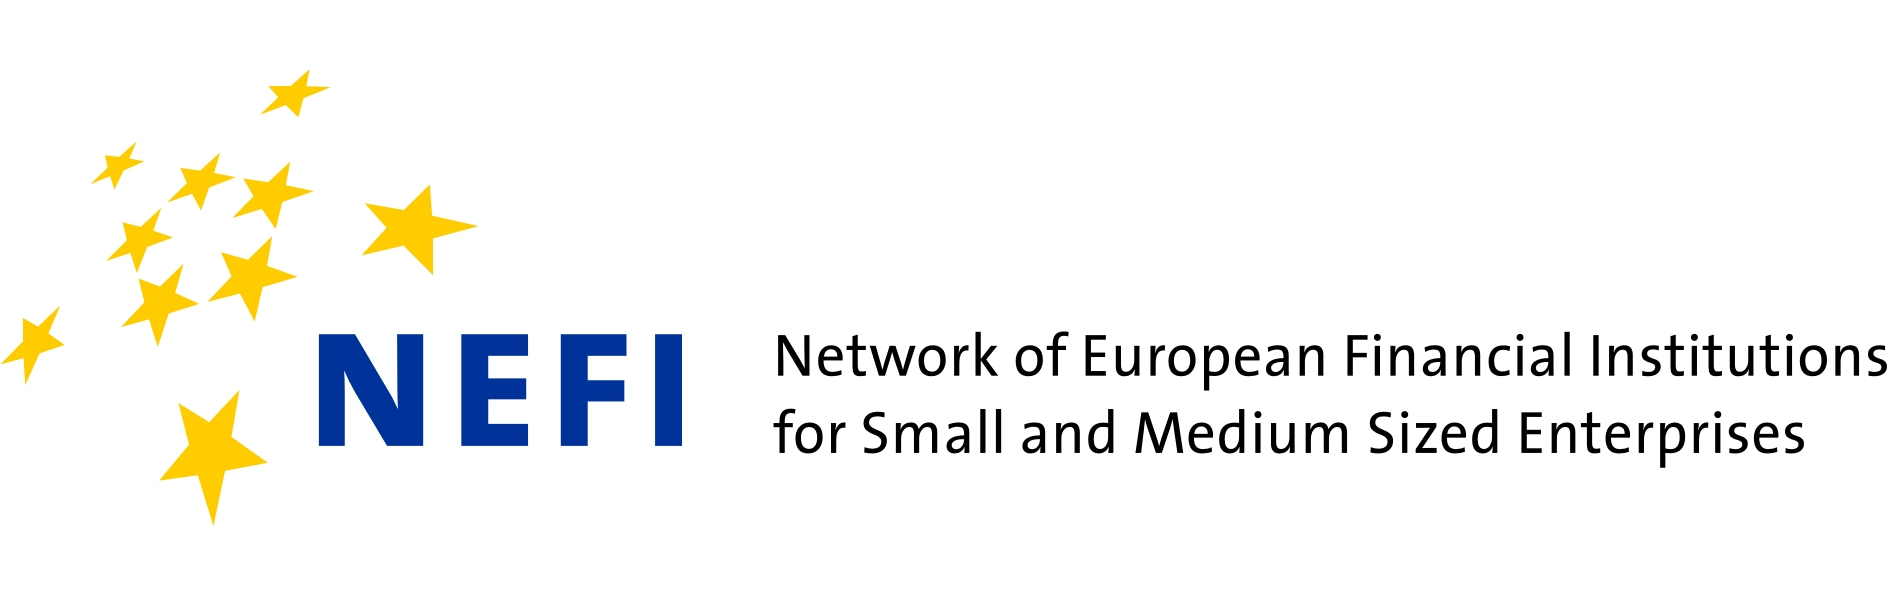 NEFI
Network of European Financial Institutions
for Small and Medium Sized Enterprises